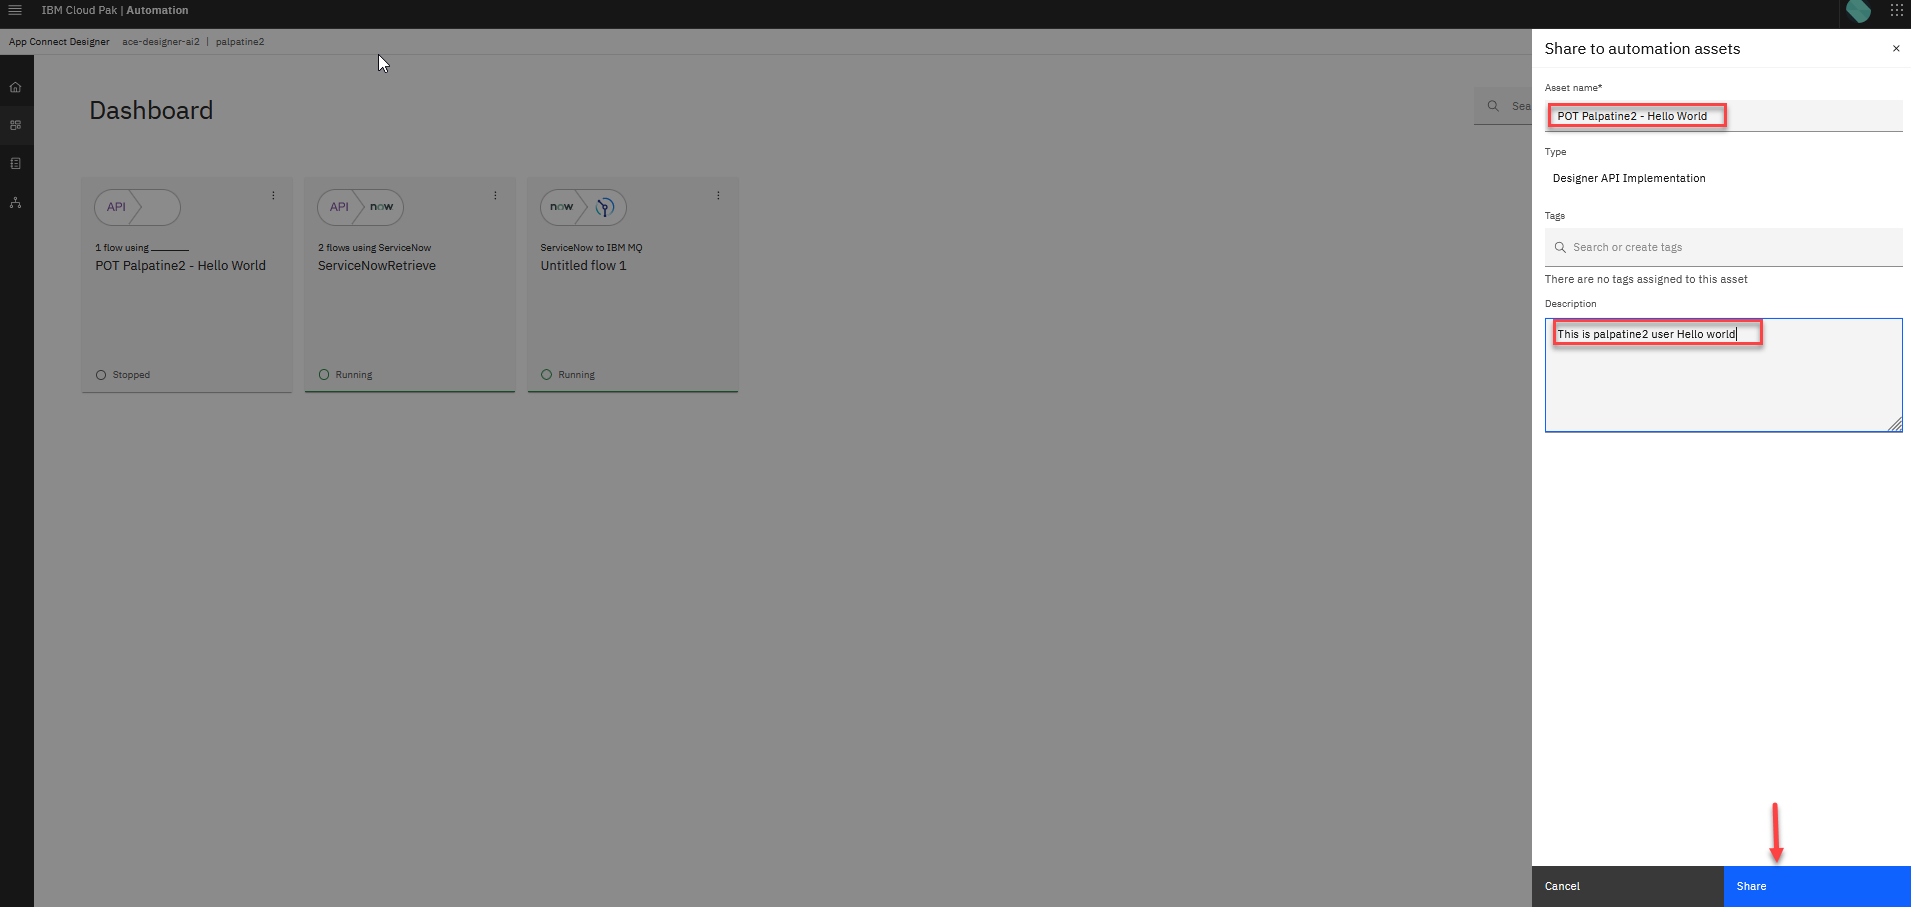 IBM Cloud Pak | Automation
App Connect Designer ace-designer-ai2 | palpatine2
Dashboard
Sea
API
1 flow using ______
POT Palpatine2 - Hello World
Stopped
API now
2 flows using ServiceNow
ServiceNowRetrieve
Running
now
ServiceNow to IBM MQ
Untitled flow 1
Running
Share to automation assets
Asset name*
POT Palpatine2 - Hello World
Type
Designer API Implementation
Tags
Search or create tags
There are no tags assigned to this asset
Description
This is palpatine2 user Hello world
Cancel
Share